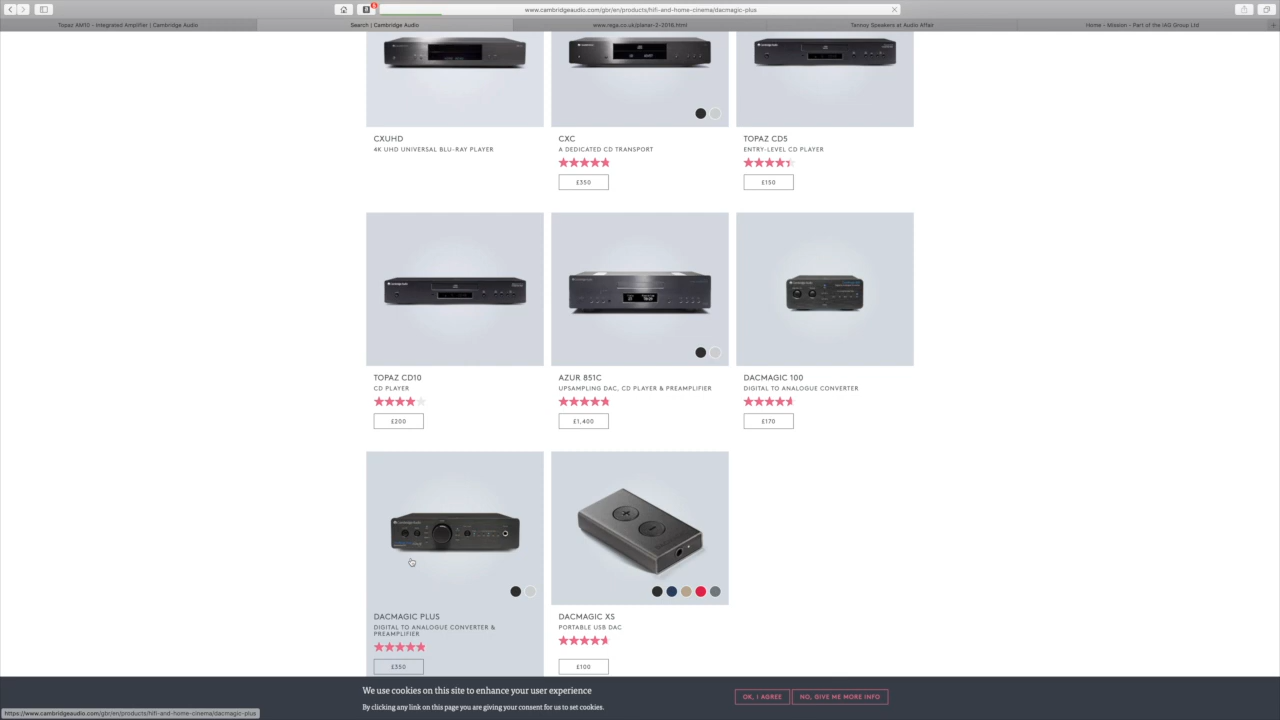 www.cambridgeaudio.com/gbr/en/products/hifi-and-home-cinema/dacmagic-plus
Topaz AM10 - Integrated Amplifier | Cambridge Audio
Search | Cambridge Audio
www.rega.co.uk/planar-2-2016.html
Tannoy Speakers at Audio Affair
Home : Mission - Part of the IAG Group Ltd
CXUHD
4K UHD UNIVERSAL BLU-RAY PLAYER
CXC
A DEDICATED CD TRANSPORT
£350
TOPAZ CD5
ENTRY-LEVEL CD PLAYER
£150
TOPAZ CD10
CD PLAYER
£200
AZUR 851C
UPSAMPLING DAC, CD PLAYER & PREAMPLIFIER
£1,400
DACMAGIC 100
DIGITAL TO ANALOGUE CONVERTER
£170
DACMAGIC PLUS
DIGITAL TO ANALOGUE CONVERTER &
PREAMPLIFIER
£350
DACMAGIC XS
PORTABLE USB DAC
£100
We use cookies on this site to enhance your user experience
By clicking any link on this page you are giving your consent for us to set cookies.
OK, I AGREE
NO, GIVE ME MORE INFO
https://www.cambridgeaudio.com/gbr/en/products/hifi-and-home-cinema/dacmagic-plus